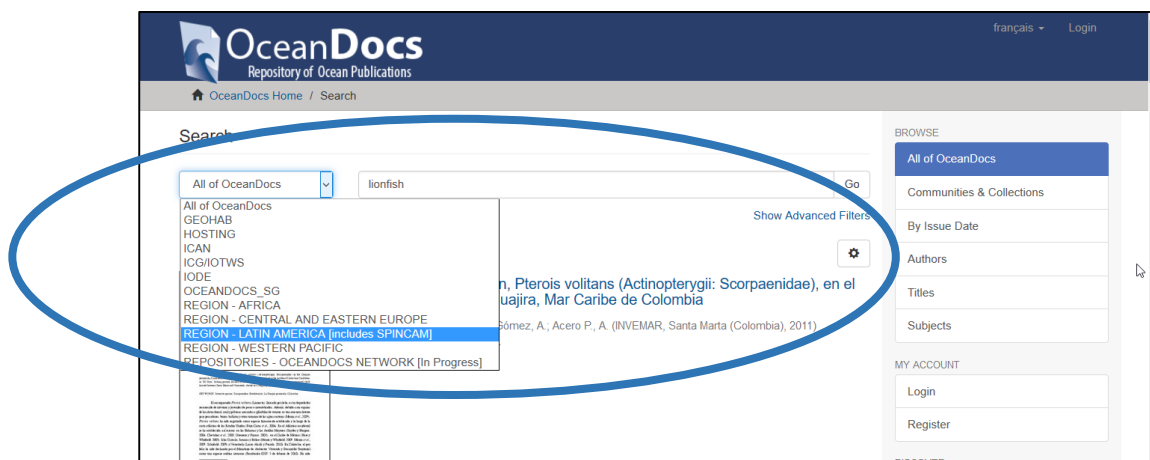 OceanDocs
Repository of Ocean Publications
français
Login
OceanDocs Home / Search
Search
All of OceanDocs
lionfish
Go
All of OceanDocs
GEOHAB
HOSTING
ICAN
ICG/IOTWS
IODE
OCEANDOCS_SG
REGION - AFRICA
REGION - CENTRAL AND EASTERN EUROPE
REGION - LATIN AMERICA [includes SPINCAM]
REGION - WESTERN PACIFIC
REPOSITORIES - OCEANDOCS NETWORK [In Progress]
Show Advanced Filters
n, Pterois volitans (Actinopterygii: Scorpaenidae), en el
uajira, Mar Caribe de Colombia
Gómez, A.; Acero P., A. (INVEMAR, Santa Marta (Colombia), 2011)
BROWSE
All of OceanDocs
Communities & Collections
By Issue Date
Authors
Titles
Subjects
MY ACCOUNT
Login
Register